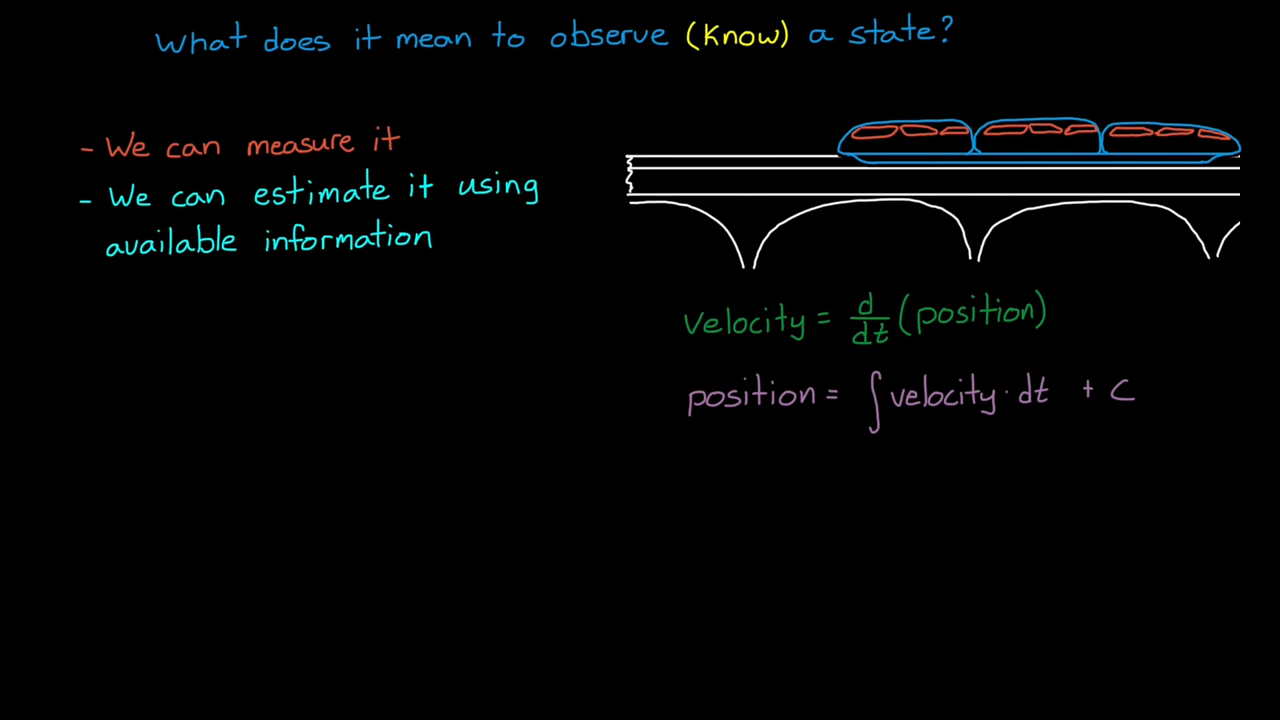 What does it mean to observe (Know) a state?
- We can measure it
- We can estimate it using
available information
velocity = d/dt (position)
position = ∫ velocity · dt + C